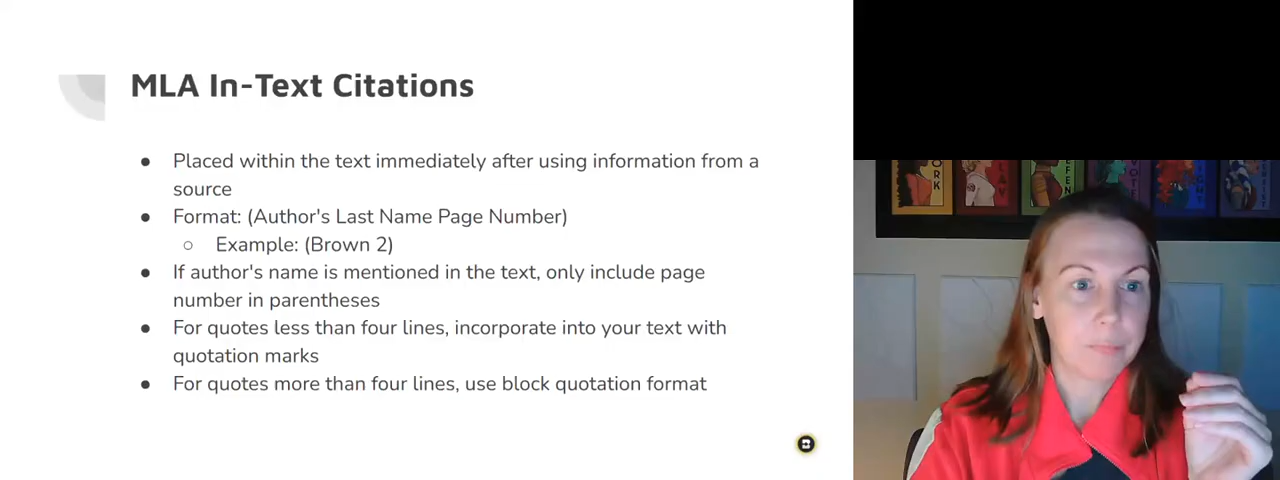 MLA In-Text Citations
● Placed within the text immediately after using information from a
source
● Format: (Author's Last Name Page Number)
○ Example: (Brown 2)
● If author's name is mentioned in the text, only include page
number in parentheses
● For quotes less than four lines, incorporate into your text with
quotation marks
● For quotes more than four lines, use block quotation format